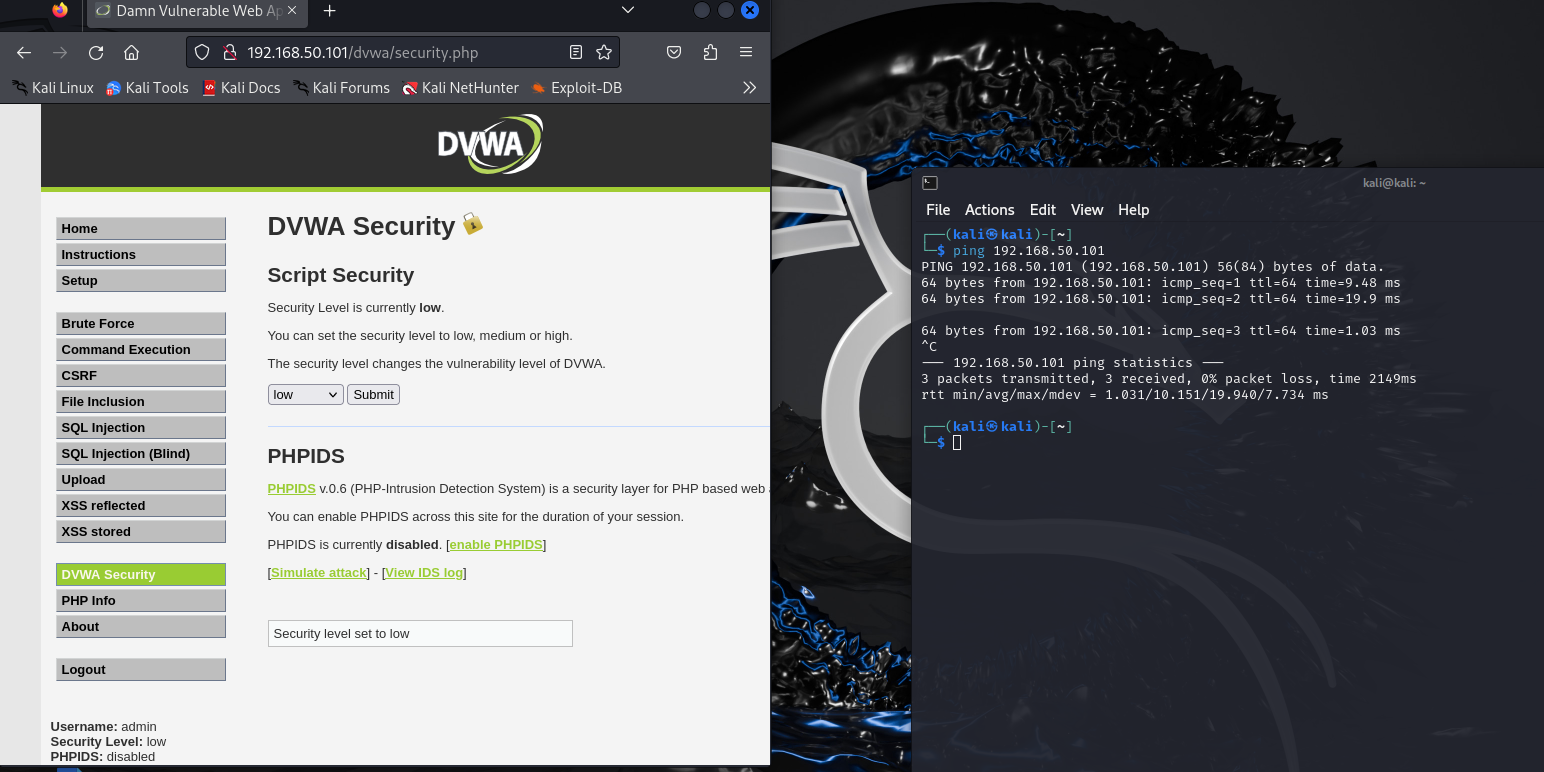 Damn Vulnerable Web Ap
192.168.50.101/dvwa/security.php
Kali Linux
Kali Tools
Kali Docs
Kali Forums
Kali NetHunter
Exploit-DB
DVWA
Home
Instructions
Setup
Brute Force
Command Execution
CSRF
File Inclusion
SQL Injection
SQL Injection (Blind)
Upload
XSS reflected
XSS stored
DVWA Security
PHP Info
About
Logout
Username: admin
Security Level: low
PHPIDS: disabled
DVWA Security
Script Security
Security Level is currently low.
You can set the security level to low, medium or high.
The security level changes the vulnerability level of DVWA.
low
Submit
PHPIDS
PHPIDS v.0.6 (PHP-Intrusion Detection System) is a security layer for PHP based web
You can enable PHPIDS across this site for the duration of your session.
PHPIDS is currently disabled. [enable PHPIDS]
[Simulate attack] - [View IDS log]
Security level set to low
kali@kali: ~
File Actions Edit View Help
┌──(kali㉿kali)-[~]
└─$ ping 192.168.50.101
PING 192.168.50.101 (192.168.50.101) 56(84) bytes of data.
64 bytes from 192.168.50.101: icmp_seq=1 ttl=64 time=9.48 ms
64 bytes from 192.168.50.101: icmp_seq=2 ttl=64 time=19.9 ms
64 bytes from 192.168.50.101: icmp_seq=3 ttl=64 time=1.03 ms
^C
--- 192.168.50.101 ping statistics ---
3 packets transmitted, 3 received, 0% packet loss, time 2149ms
rtt min/avg/max/mdev = 1.031/10.151/19.940/7.734 ms
┌──(kali㉿kali)-[~]
└─$